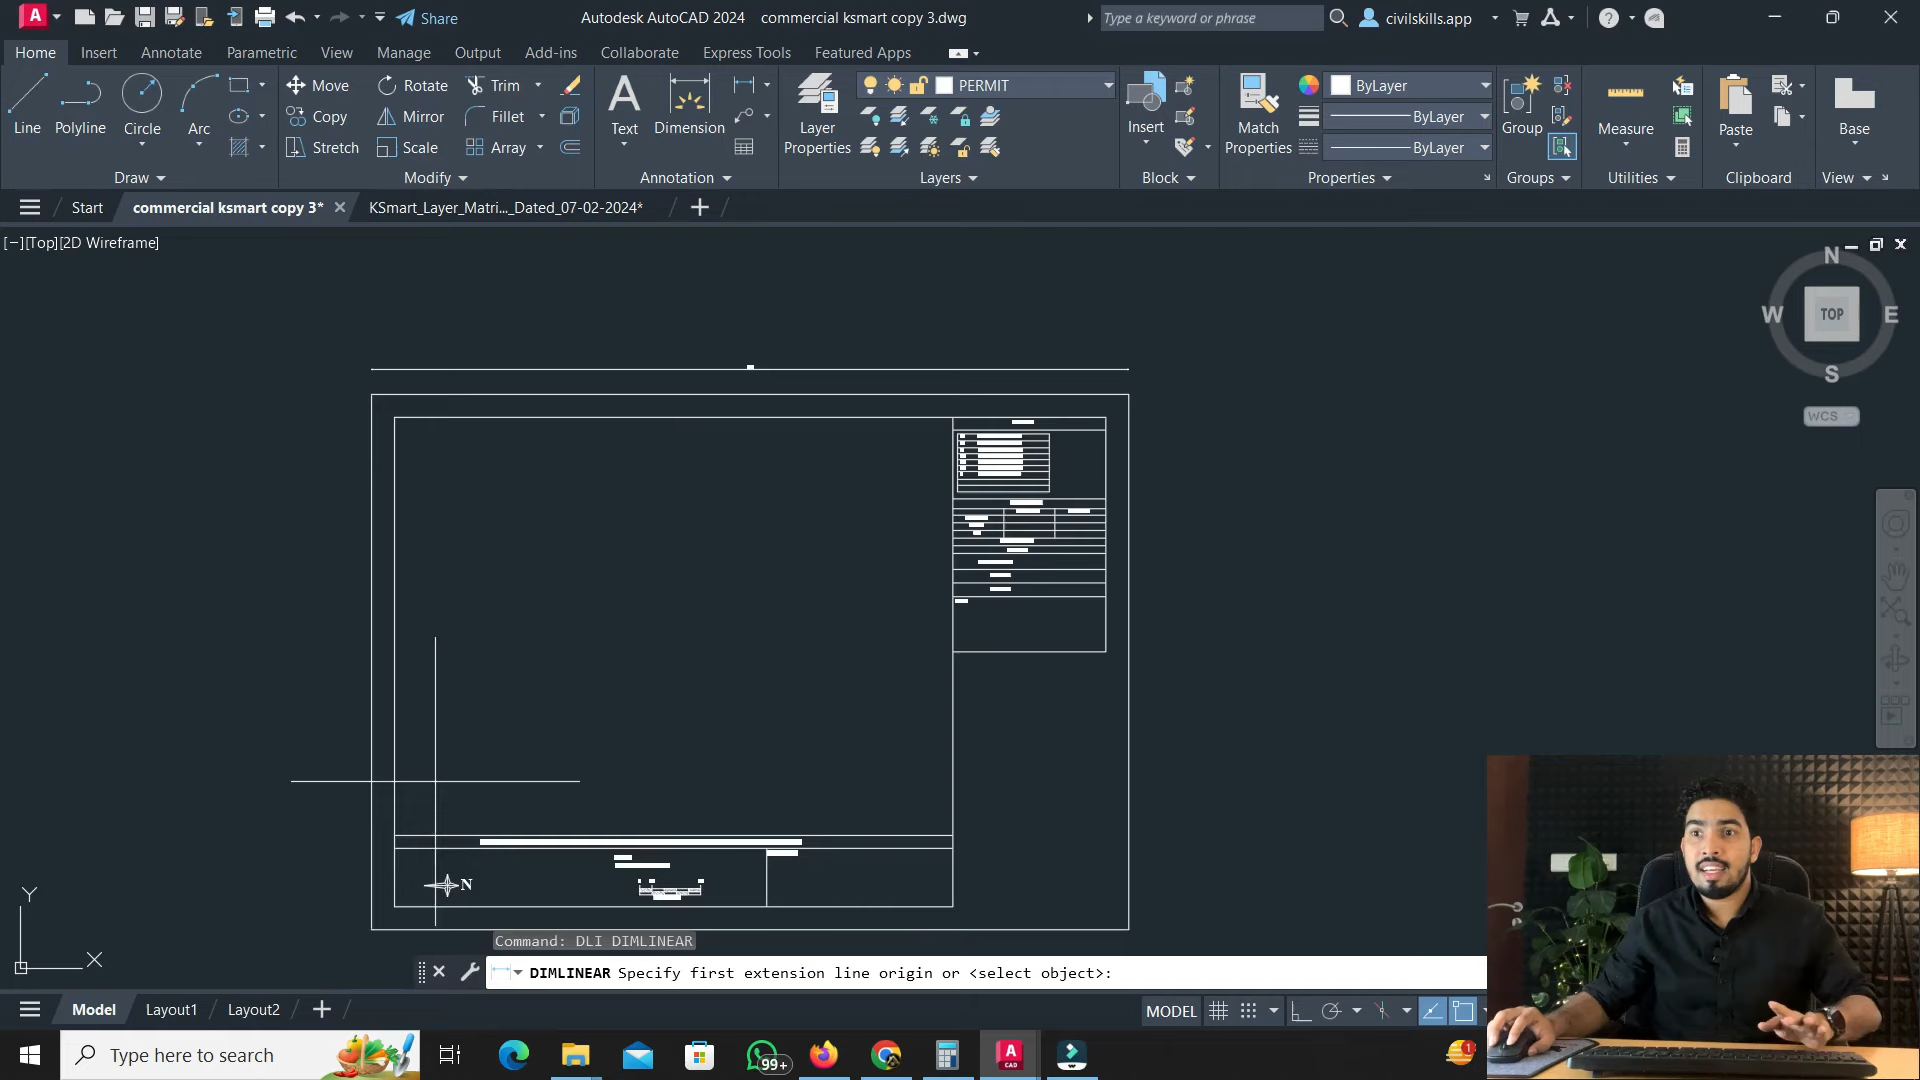 Share
Autodesk AutoCAD 2024 commercial ksmart copy 3.dwg
Type a keyword or phrase
civilskills.app
Home Insert Annotate Parametric View Manage Output Add-ins Collaborate Express Tools Featured Apps
Line Polyline Circle Arc
Move Rotate Trim
Copy Mirror Fillet
Stretch Scale Array
Text Dimension
Layer Properties
PERMIT
Insert
Match Properties
ByLayer
ByLayer
ByLayer
Group Measure Paste Base
Draw Modify Annotation Layers Block Properties Groups Utilities Clipboard View
Start commercial ksmart copy 3* KSmart_Layer_Matri..._Dated_07-02-2024*
[−][Top][2D Wireframe]
N
W TOP E
S
WCS
N
Y
X
Command: DLI DIMLINEAR
DIMLINEAR Specify first extension line origin or <select object>:
Model Layout1 Layout2
MODEL
Type here to search
99+
A
CAD
1